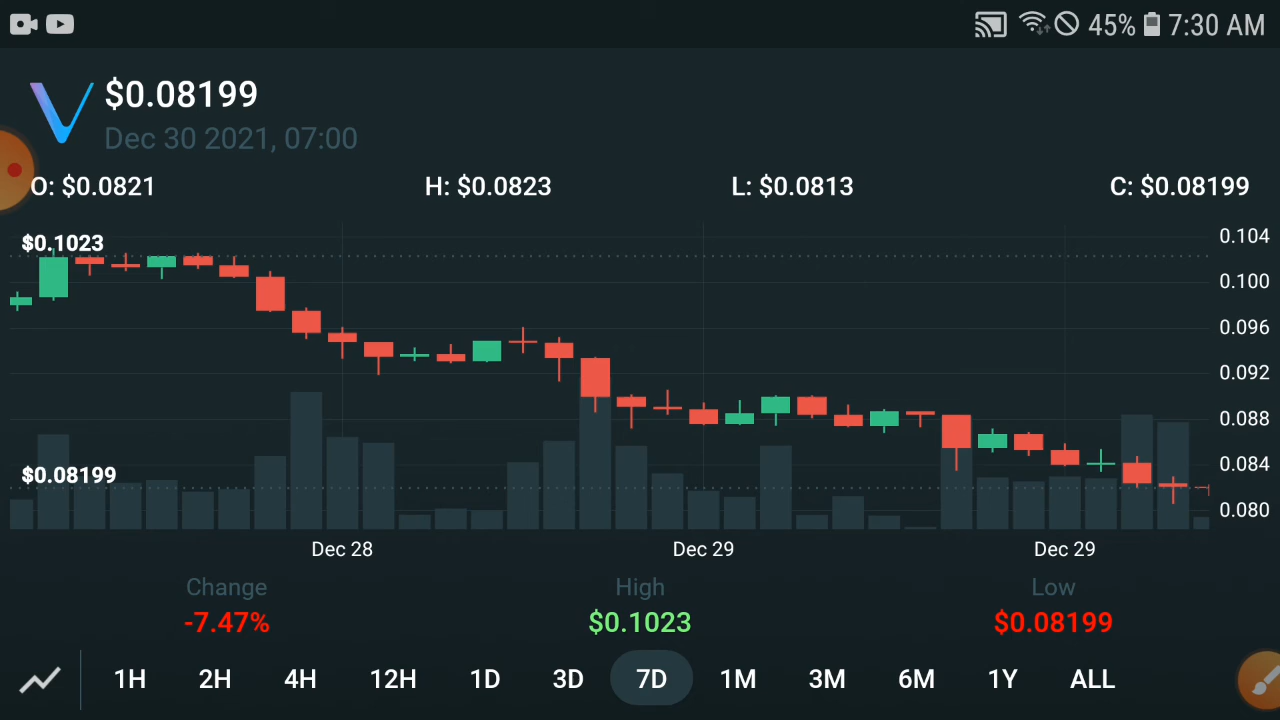 45% 7:30 AM
$0.08199
Dec 30 2021, 07:00
O: $0.0821 H: $0.0823 L: $0.0813 C: $0.08199
$0.1023
0.104
0.100
0.096
0.092
0.088
$0.08199
0.084
0.080
Dec 28 Dec 29 Dec 29
Change High Low
-7.47% $0.1023 $0.08199
1H 2H 4H 12H 1D 3D 7D 1M 3M 6M 1Y ALL